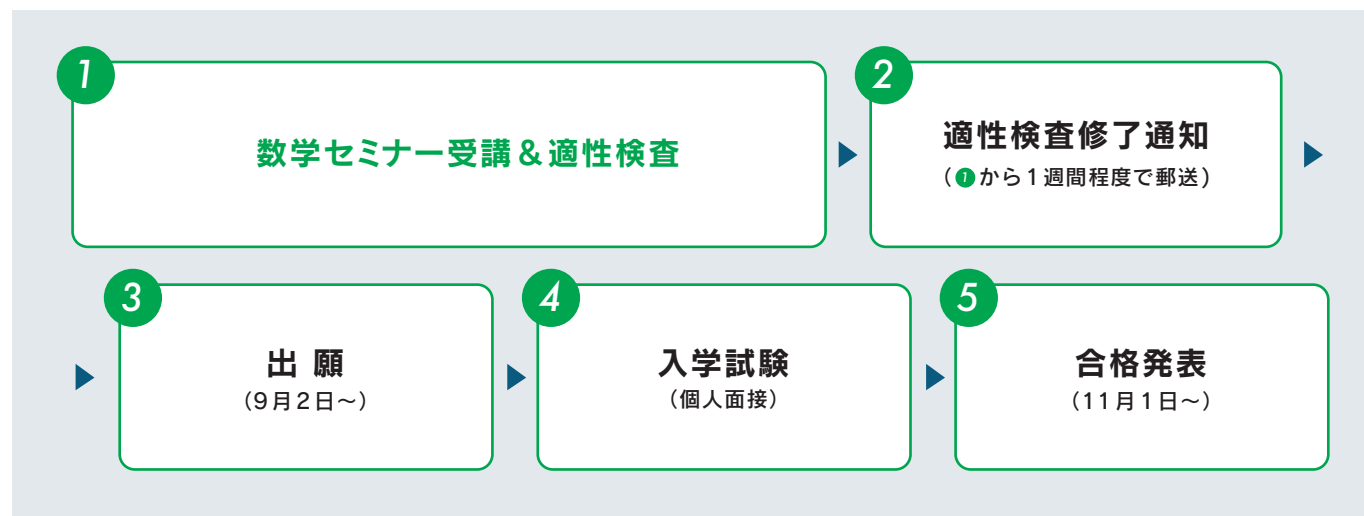 1
数学セミナー受講＆適性検査
2
適性検査修了通知
（1から1週間程度で郵送）
3
出 願
（9月2日～）
4
入学試験
（個人面接）
5
合格発表
（11月1日～）